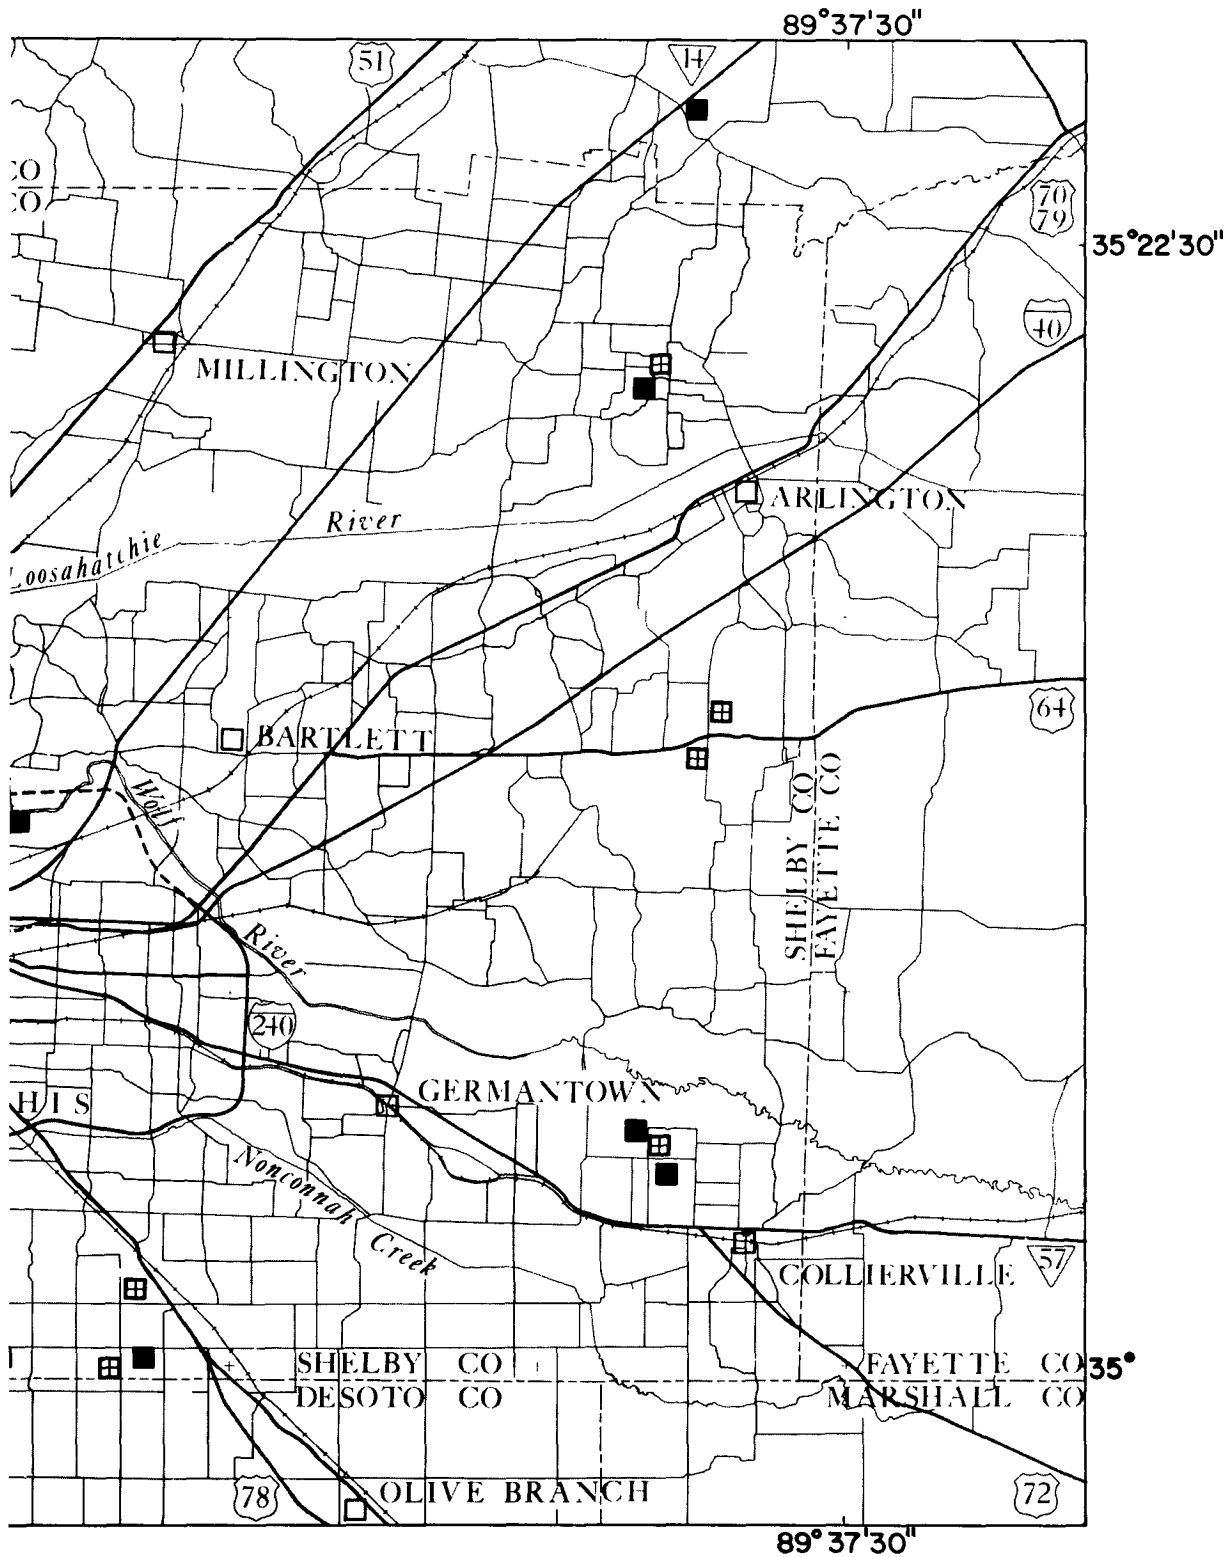 89°37'30"
51
14
CO
CO
70
79
35°22'30"
40
MILLINGTON
ARLINGTON
River
Loosahatchie
64
BARTLETT
Wolf
SHELBY CO
FAYETTE CO
River
240
GERMANTOWN
HIS
Nonconnah
Creek
57
COLLIERVILLE
SHELBY CO
FAYETTE CO
35°
DESOTO CO
MARSHALL CO
78
OLIVE BRANCH
72
89°37'30"